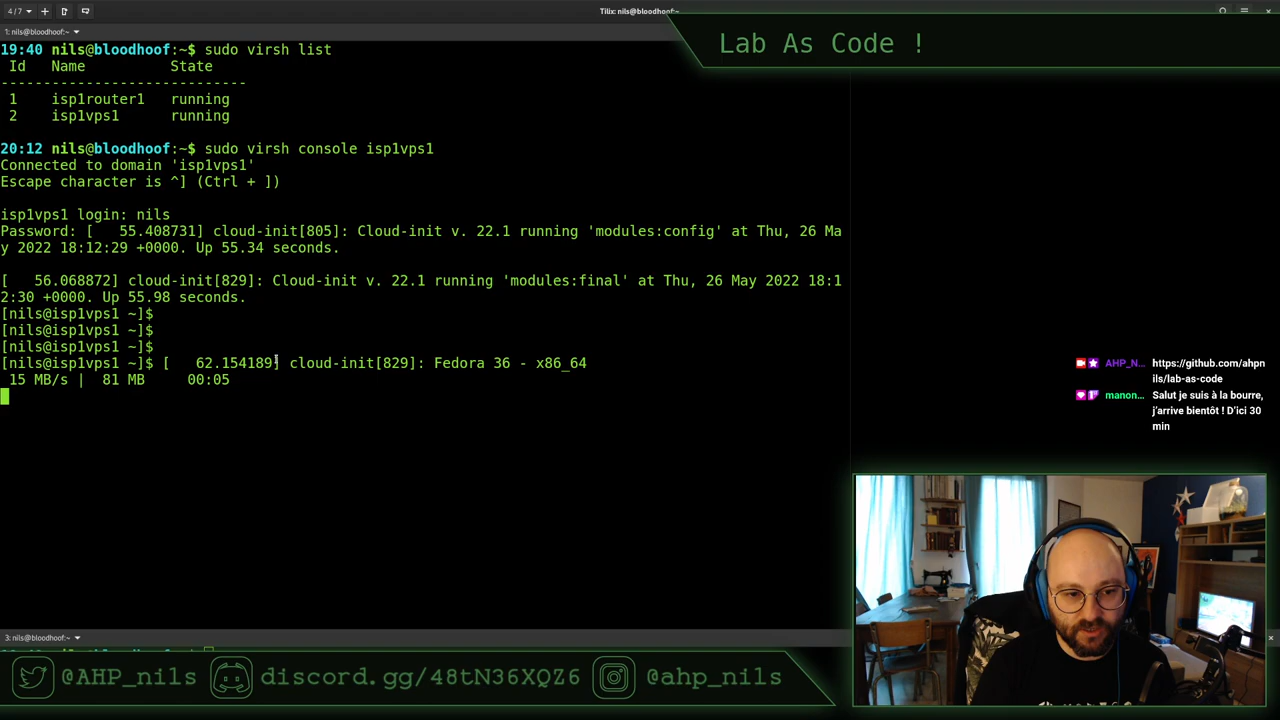 4 / 7
Tilix: nils@bloodhoof:~
1: nils@bloodhoof:~
Lab As Code !
19:40 nils@bloodhoof:~$ sudo virsh list
Id Name State
----------------------------
1 isp1router1 running
2 isp1vps1 running
20:12 nils@bloodhoof:~$ sudo virsh console isp1vps1
Connected to domain 'isp1vps1'
Escape character is ^] (Ctrl + ])
isp1vps1 login: nils
Password: [ 55.408731] cloud-init[805]: Cloud-init v. 22.1 running 'modules:config' at Thu, 26 Ma
y 2022 18:12:29 +0000. Up 55.34 seconds.
[ 56.068872] cloud-init[829]: Cloud-init v. 22.1 running 'modules:final' at Thu, 26 May 2022 18:1
2:30 +0000. Up 55.98 seconds.
[nils@isp1vps1 ~]$
[nils@isp1vps1 ~]$
[nils@isp1vps1 ~]$
[nils@isp1vps1 ~]$ [ 62.154189] cloud-init[829]: Fedora 36 - x86_64
15 MB/s | 81 MB 00:05
AHP_N... https://github.com/ahpn
ils/lab-as-code
manon... Salut je suis à la bourre,
j'arrive bientôt ! D'ici 30
min
3: nils@bloodhoof:~
@AHP_nils discord.gg/48tN36XQZ6 @ahp_nils